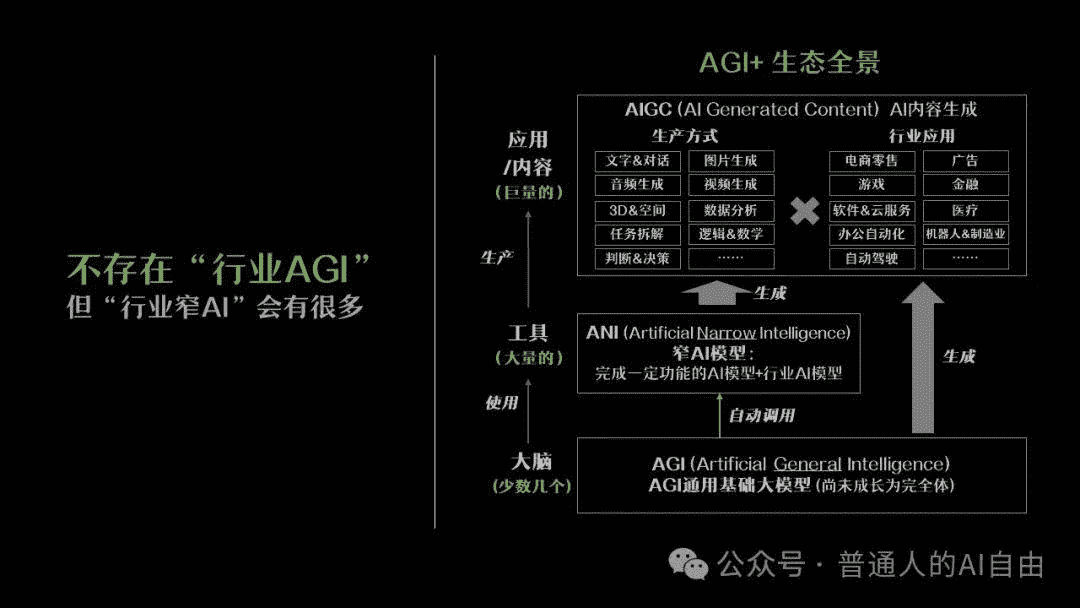 不存在“行业AGI”
但“行业窄AI”会有很多
AGI+ 生态全景
应用
/内容
(巨量的)
生产
工具
(大量的)
使用
大脑
(少数几个)
AIGC (AI Generated Content) AI内容生成
生产方式
行业应用
文字&对话
图片生成
电商零售
广告
音频生成
视频生成
游戏
金融
3D&空间
数据分析
软件&云服务
医疗
任务拆解
逻辑&数学
办公自动化
机器人&制造业
判断&决策
……
自动驾驶
……
生成
ANI (Artificial Narrow Intelligence)
窄AI模型：
完成一定功能的AI模型+行业AI模型
生成
自动调用
AGI (Artificial General Intelligence)
AGI通用基础大模型 (尚未成长为完全体)
公众号 · 普通人的AI自由